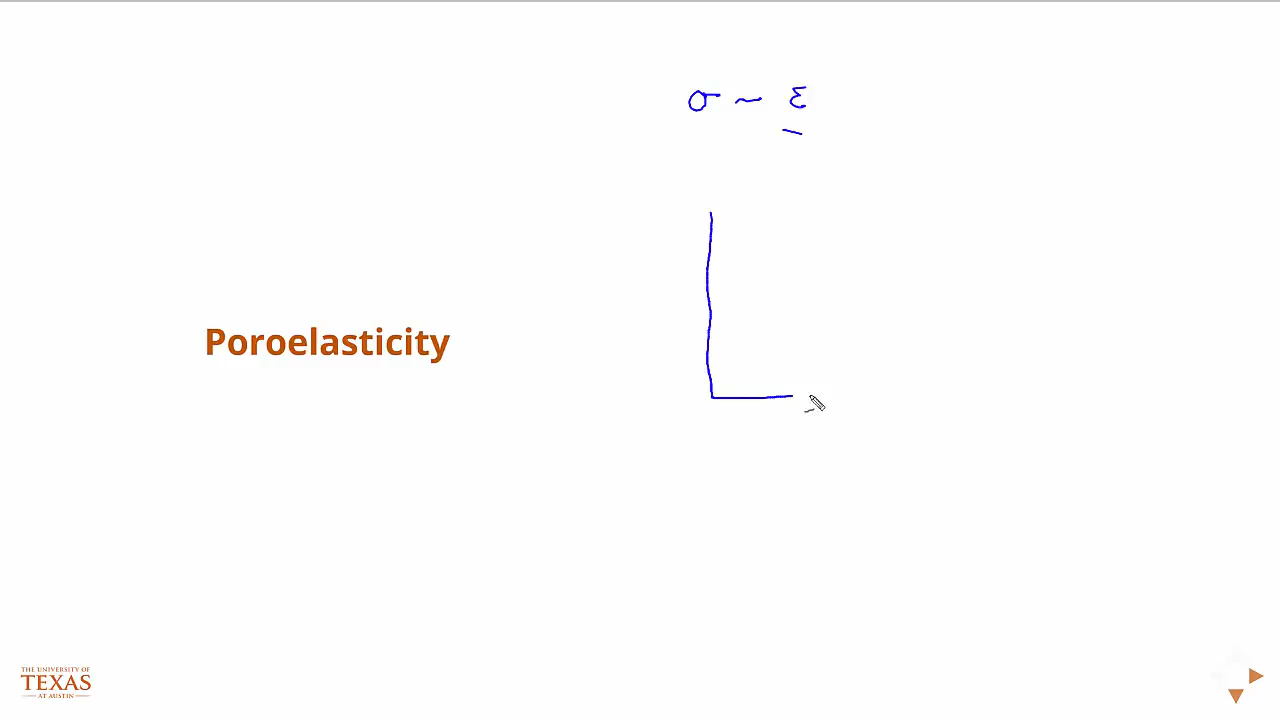 σ ~ ε
Poroelasticity
THE UNIVERSITY OF
TEXAS
AT AUSTIN